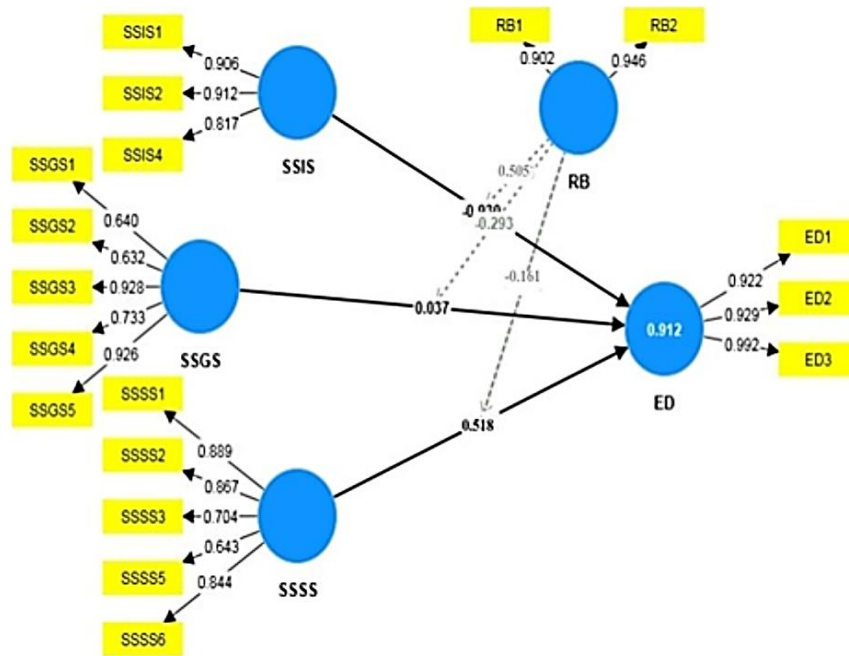 SSIS1
SSIS2
SSIS4
0.906
0.912
0.817
SSIS
RB1
RB2
0.902
0.946
RB
SSGS1
SSGS2
SSGS3
SSGS4
SSGS5
0.640
0.632
0.928
0.733
0.926
SSGS
0.505
-0.293
-0.161
0.037
0.518
ED1
ED2
ED3
0.922
0.929
0.992
0.912
ED
SSSS1
SSSS2
SSSS3
SSSS5
SSSS6
0.889
0.867
0.704
0.643
0.844
SSSS